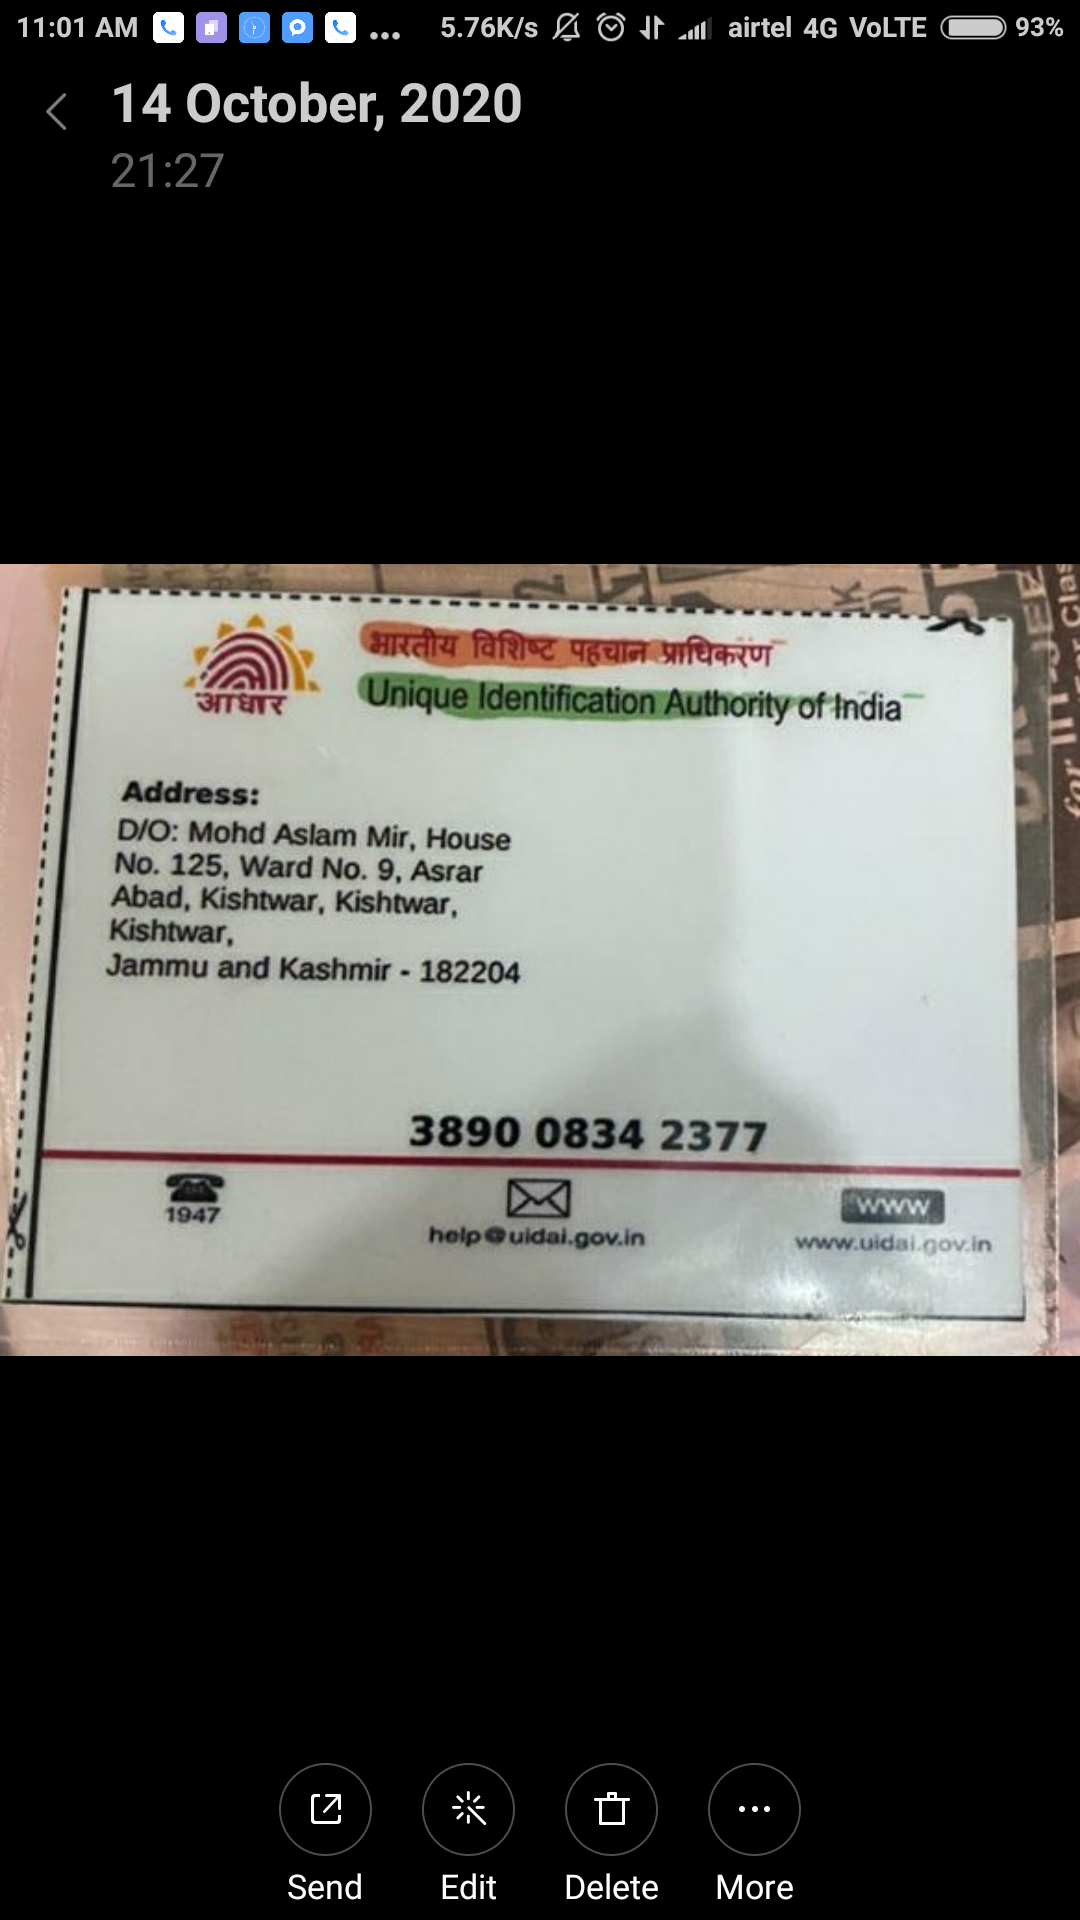 11:01 AM ... 5.76K/s airtel 4G VoLTE 93%
14 October, 2020
21:27
भारतीय विशिष्ट पहचान प्राधिकरण
आधार
Unique Identification Authority of India
Address:
D/O: Mohd Aslam Mir, House
No. 125, Ward No. 9, Asrar
Abad, Kishtwar, Kishtwar,
Kishtwar,
Jammu and Kashmir - 182204
3890 0834 2377
1947
help@uidai.gov.in
www
www.uidai.gov.in
Send Edit Delete More